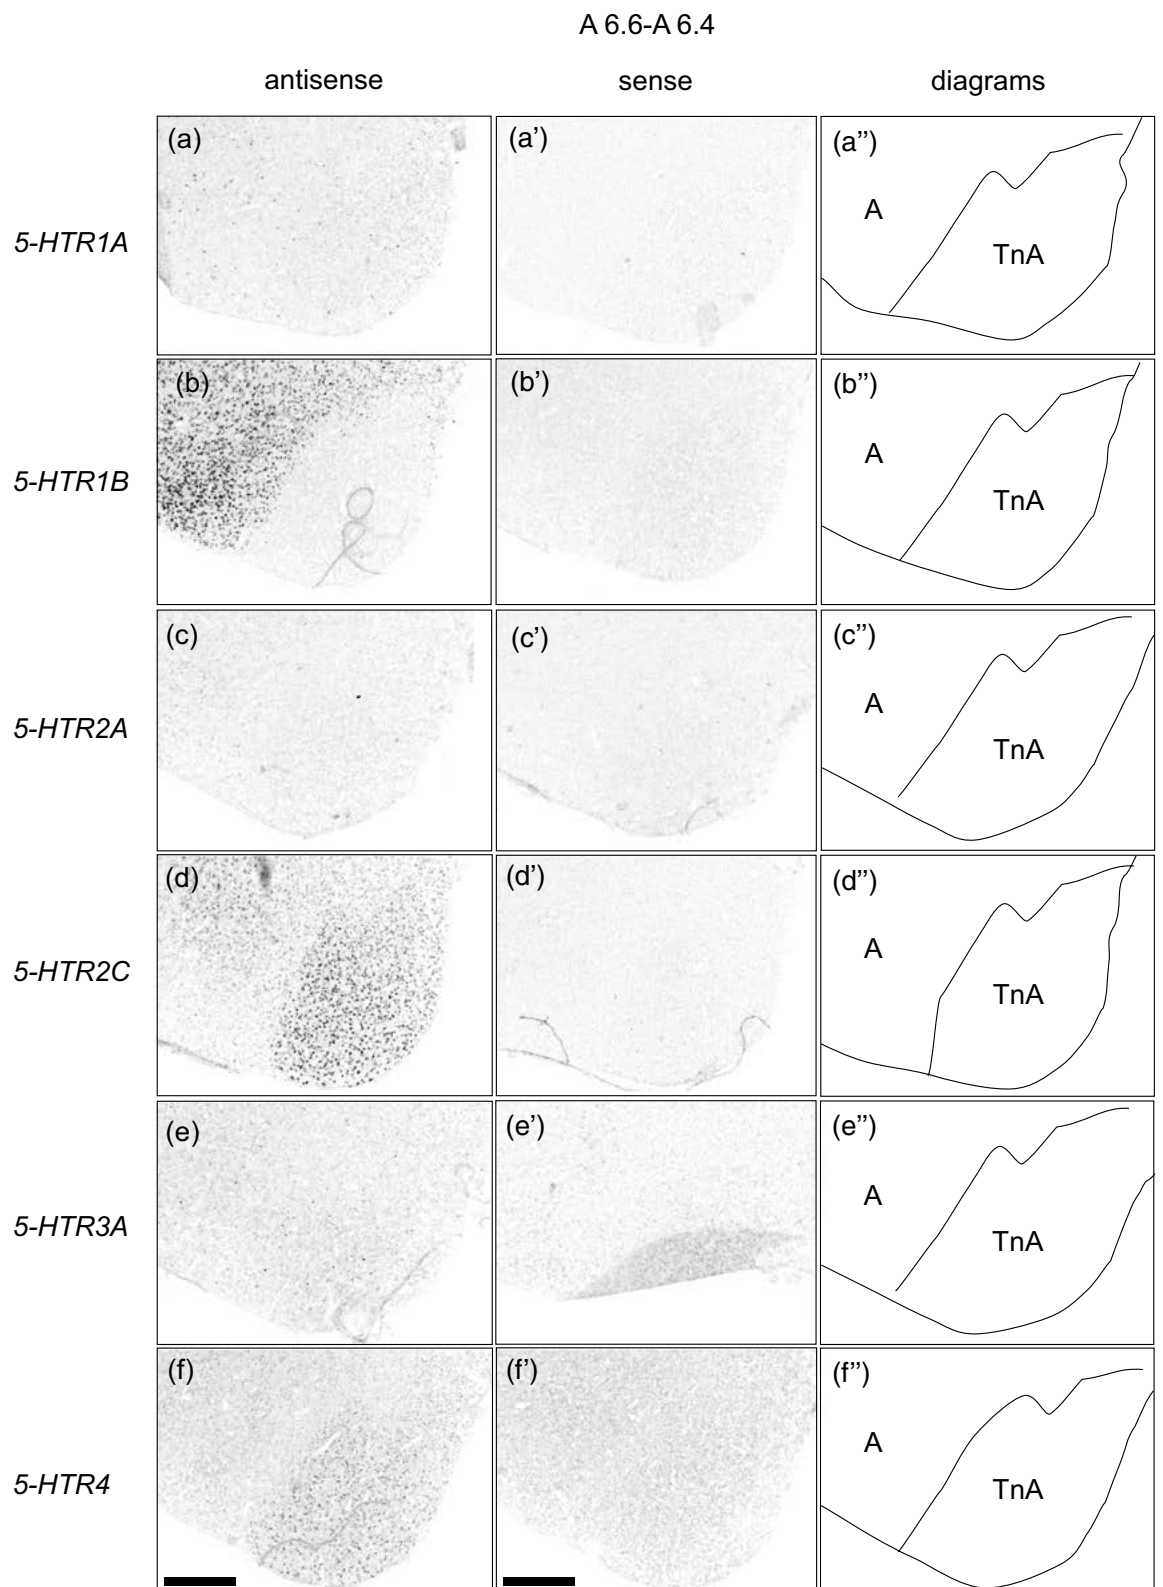 A 6.6-A 6.4
antisense sense diagrams
(a) (a') (a'')
5-HTR1A
A
TnA
(b) (b') (b'')
5-HTR1B
A
TnA
(c) (c') (c'')
5-HTR2A
A
TnA
(d) (d') (d'')
5-HTR2C
A
TnA
(e) (e') (e'')
5-HTR3A
A
TnA
(f) (f') (f'')
5-HTR4
A
TnA